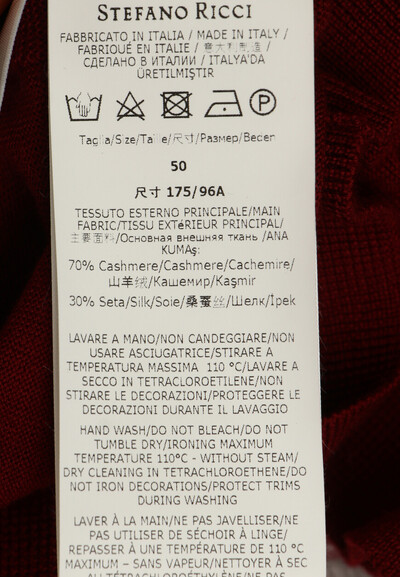 STEFANO RICCI
FABBRICATO IN ITALIA / MADE IN ITALY /
FABRIQUÉ EN ITALIE / 意大利制造 /
СДЕЛАНО В ИТАЛИИ / ITALYA'DA
ÜRETILMIŞTIR
P
Taglia/Size/Taille/尺寸/Размер/Beceri
50
尺寸 175/96A
TESSUTO ESTERNO PRINCIPALE/MAIN
FABRIC/TISSU EXTéRIEUR PRINCIPAL/
主要面料/Основная внешняя ткань /ANA
KUMAş:
70% Cashmere/Cashmere/Cachemire/
山羊绒/Кашемир/Kaşmir
30% Seta/Silk/Soie/桑蚕丝/Шелк/İpek
LAVARE A MANO/NON CANDEGGIARE/NON
USARE ASCIUGATRICE/STIRARE A
TEMPERATURA MASSIMA 110 °C/LAVARE A
SECCO IN TETRACLOROETILENE/NON
STIRARE LE DECORAZIONI/PROTEGGERE LE
DECORAZIONI DURANTE IL LAVAGGIO
HAND WASH/DO NOT BLEACH/DO NOT
TUMBLE DRY/IRONING MAXIMUM
TEMPERATURE 110°C - WITHOUT STEAM/
DRY CLEANING IN TETRACHLOROETHENE/DO
NOT IRON DECORATIONS/PROTECT TRIMS
DURING WASHING
LAVER À LA MAIN/NE PAS JAVELLISER/NE
PAS UTILISER DE SÉCHOIR À LINGE/
REPASSER À UNE TEMPÉRATURE DE 110 °C
MAXIMUM – SANS VAPEUR/NETTOYAGE À SEC
AU TÉTRACHLOROÉTHYLÈNE/NE PAS